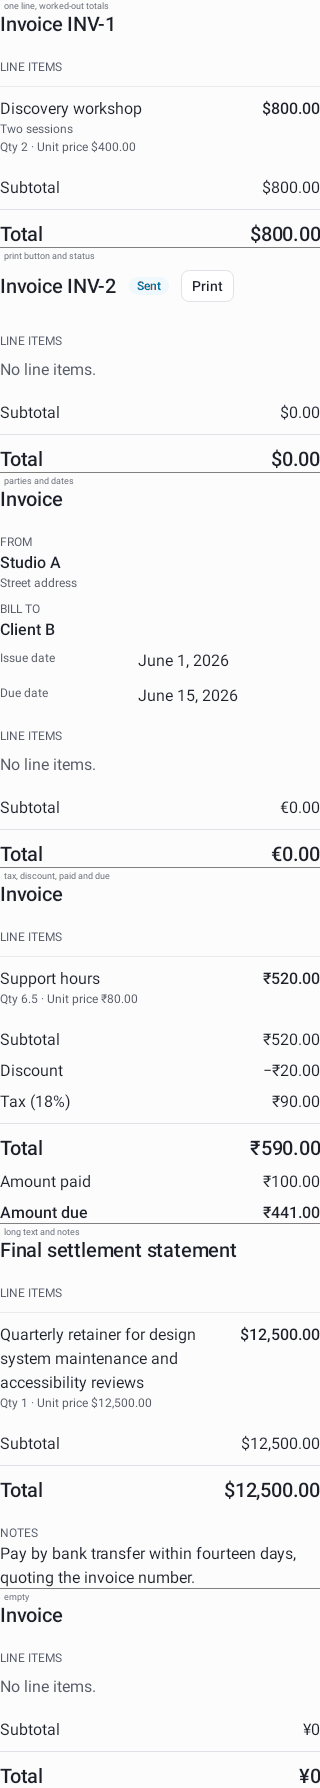 one line, worked-out totals
Invoice INV-1
LINE ITEMS
Discovery workshop $800.00
Two sessions
Qty 2 · Unit price $400.00
Subtotal $800.00
Total $800.00
print button and status
Invoice INV-2 Sent Print
LINE ITEMS
No line items.
Subtotal $0.00
Total $0.00
parties and dates
Invoice
FROM
Studio A
Street address
BILL TO
Client B
Issue date June 1, 2026
Due date June 15, 2026
LINE ITEMS
No line items.
Subtotal €0.00
Total €0.00
tax, discount, paid and due
Invoice
LINE ITEMS
Support hours ₹520.00
Qty 6.5 · Unit price ₹80.00
Subtotal ₹520.00
Discount −₹20.00
Tax (18%) ₹90.00
Total ₹590.00
Amount paid ₹100.00
Amount due ₹441.00
long text and notes
Final settlement statement
LINE ITEMS
Quarterly retainer for design $12,500.00
system maintenance and
accessibility reviews
Qty 1 · Unit price $12,500.00
Subtotal $12,500.00
Total $12,500.00
NOTES
Pay by bank transfer within fourteen days,
quoting the invoice number.
empty
Invoice
LINE ITEMS
No line items.
Subtotal ¥0
Total ¥0